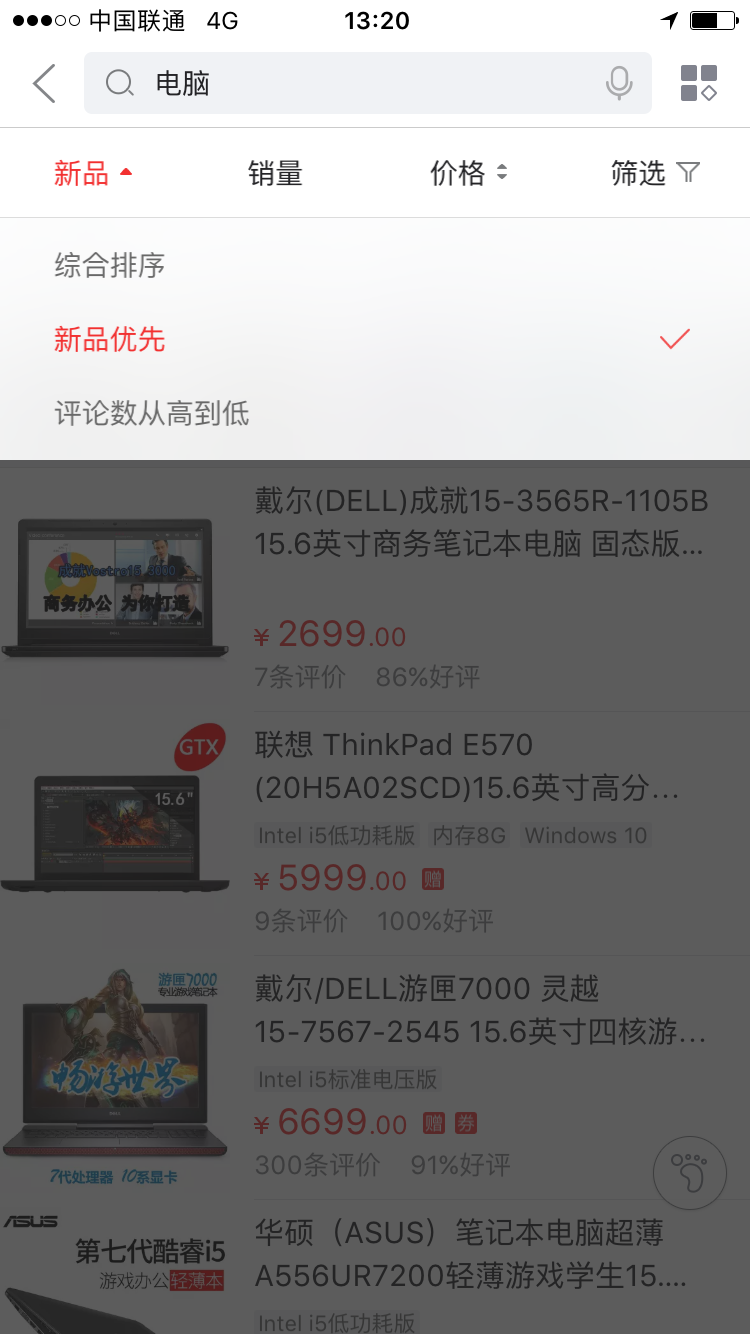 中国联通 4G 13:20
电脑
新品 销量 价格 筛选
综合排序
新品优先
评论数从高到低
戴尔(DELL)成就15-3565R-1105B
15.6英寸商务笔记本电脑 固态版...
成就Vostro15 3000
商务办公 为你打造
¥ 2699.00
7条评价 86%好评
GTX
15.6"
联想 ThinkPad E570
(20H5A02SCD)15.6英寸高分...
Intel i5低功耗版 内存8G Windows 10
¥ 5999.00 赠
9条评价 100%好评
游匣7000
专业游戏笔记本
畅游世界
7代处理器 10系显卡
戴尔/DELL游匣7000 灵越
15-7567-2545 15.6英寸四核游...
Intel i5标准电压版
¥ 6699.00 赠 券
300条评价 91%好评
ASUS
第七代酷睿i5
游戏办公轻薄本
华硕（ASUS）笔记本电脑超薄
A556UR7200轻薄游戏学生15....
Intel i5低功耗版